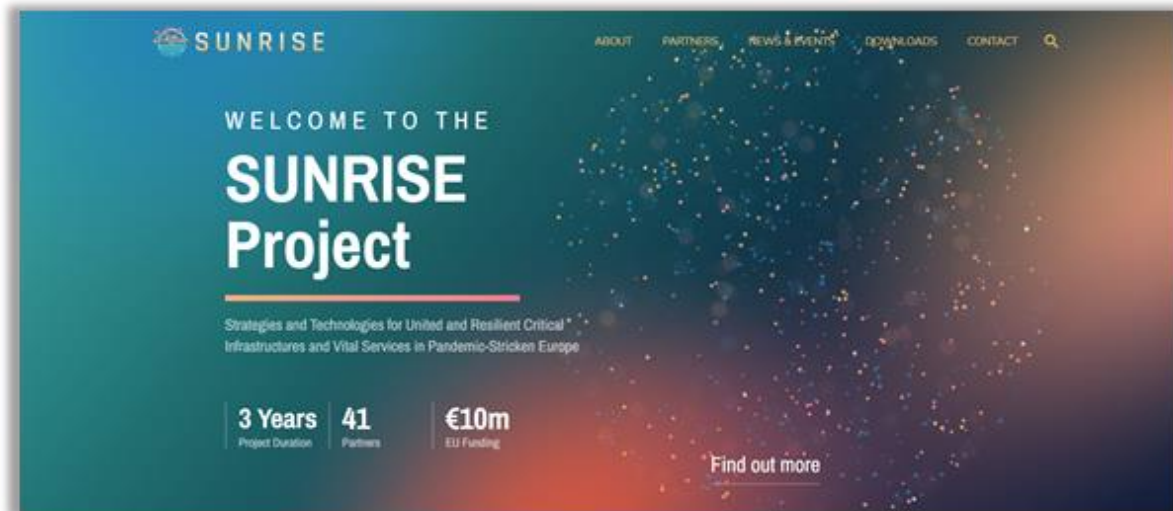 SUNRISE
ABOUT PARTNERS NEWS & EVENTS DOWNLOADS CONTACT
WELCOME TO THE
SUNRISE
Project
Strategies and Technologies for United and Resilient Critical
Infrastructures and Vital Services in Pandemic-Stricken Europe
3 Years 41 €10m
Project Duration Partners EU Funding
Find out more